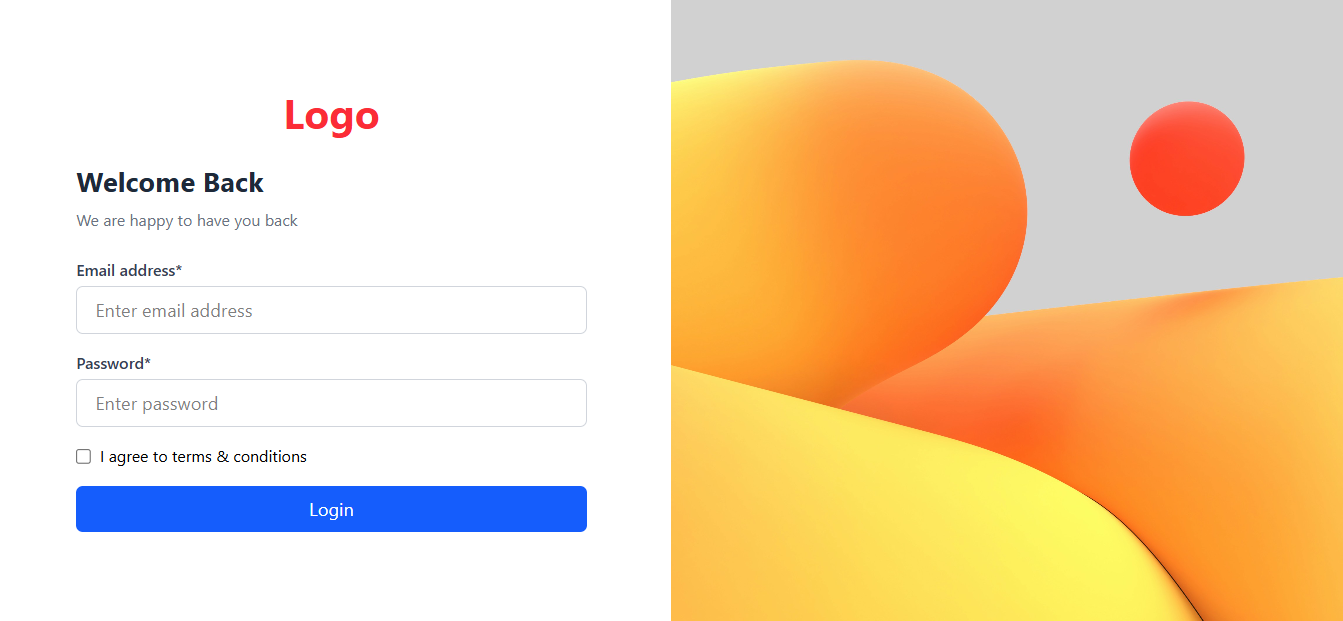 Logo
Welcome Back
We are happy to have you back
Email address*
Enter email address
Password*
Enter password
I agree to terms & conditions
Login